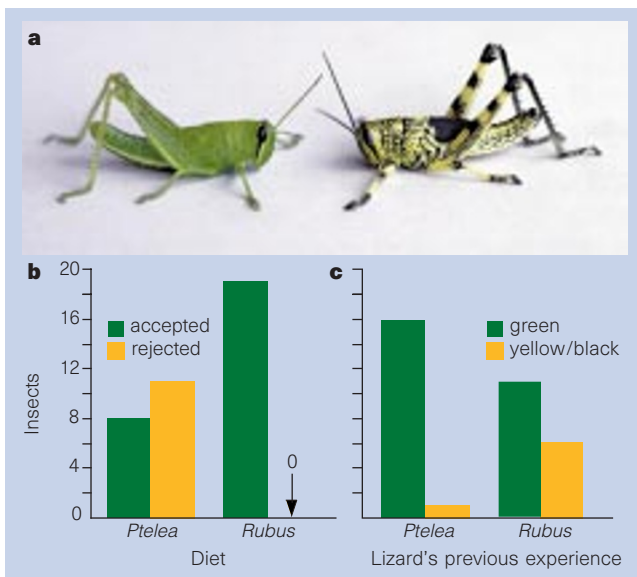 a
b
c
20
16
12
8
4
0
Insects
accepted
rejected
0
Ptelea
Rubus
Diet
green
yellow/black
Ptelea
Rubus
Lizard's previous experience